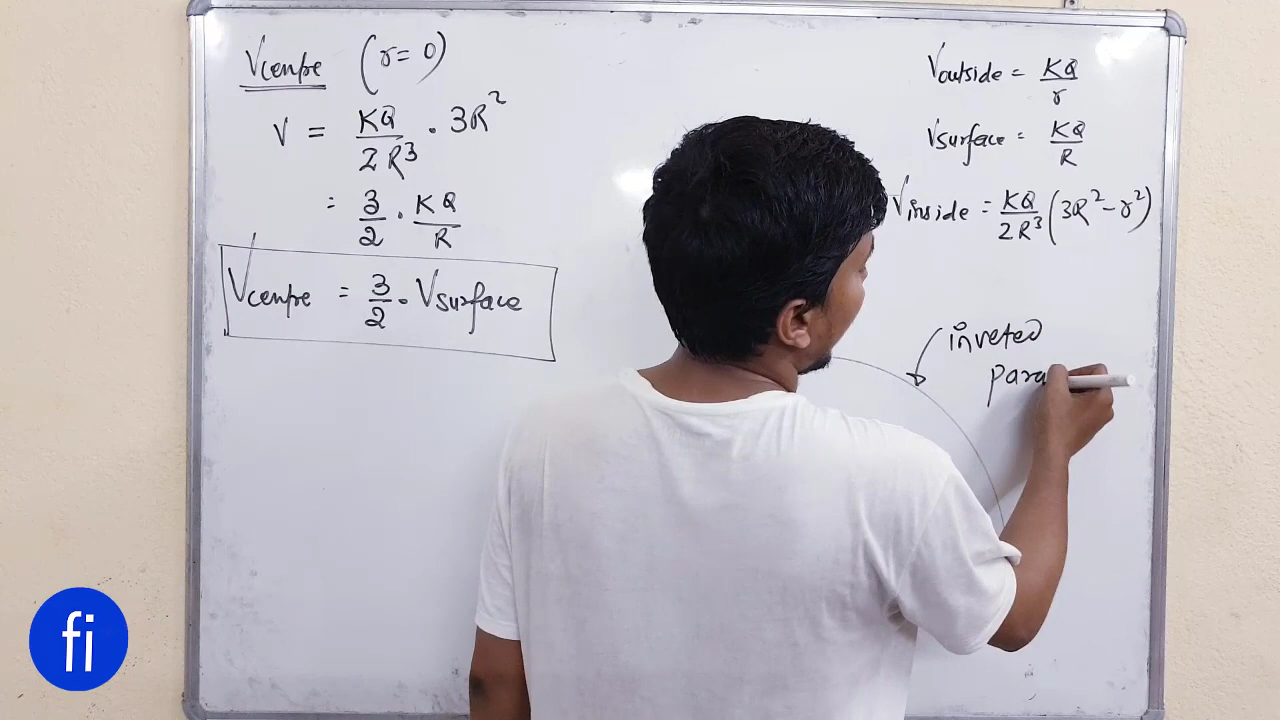 Vcentre (r = 0)
V = KQ/2R³ . 3R²
= 3/2 . KQ/R
Vcentre = 3/2 . Vsurface
Voutside = KQ/r
Vsurface = KQ/R
Vinside = KQ/2R³ (3R² - r²)
inveted
para
fi